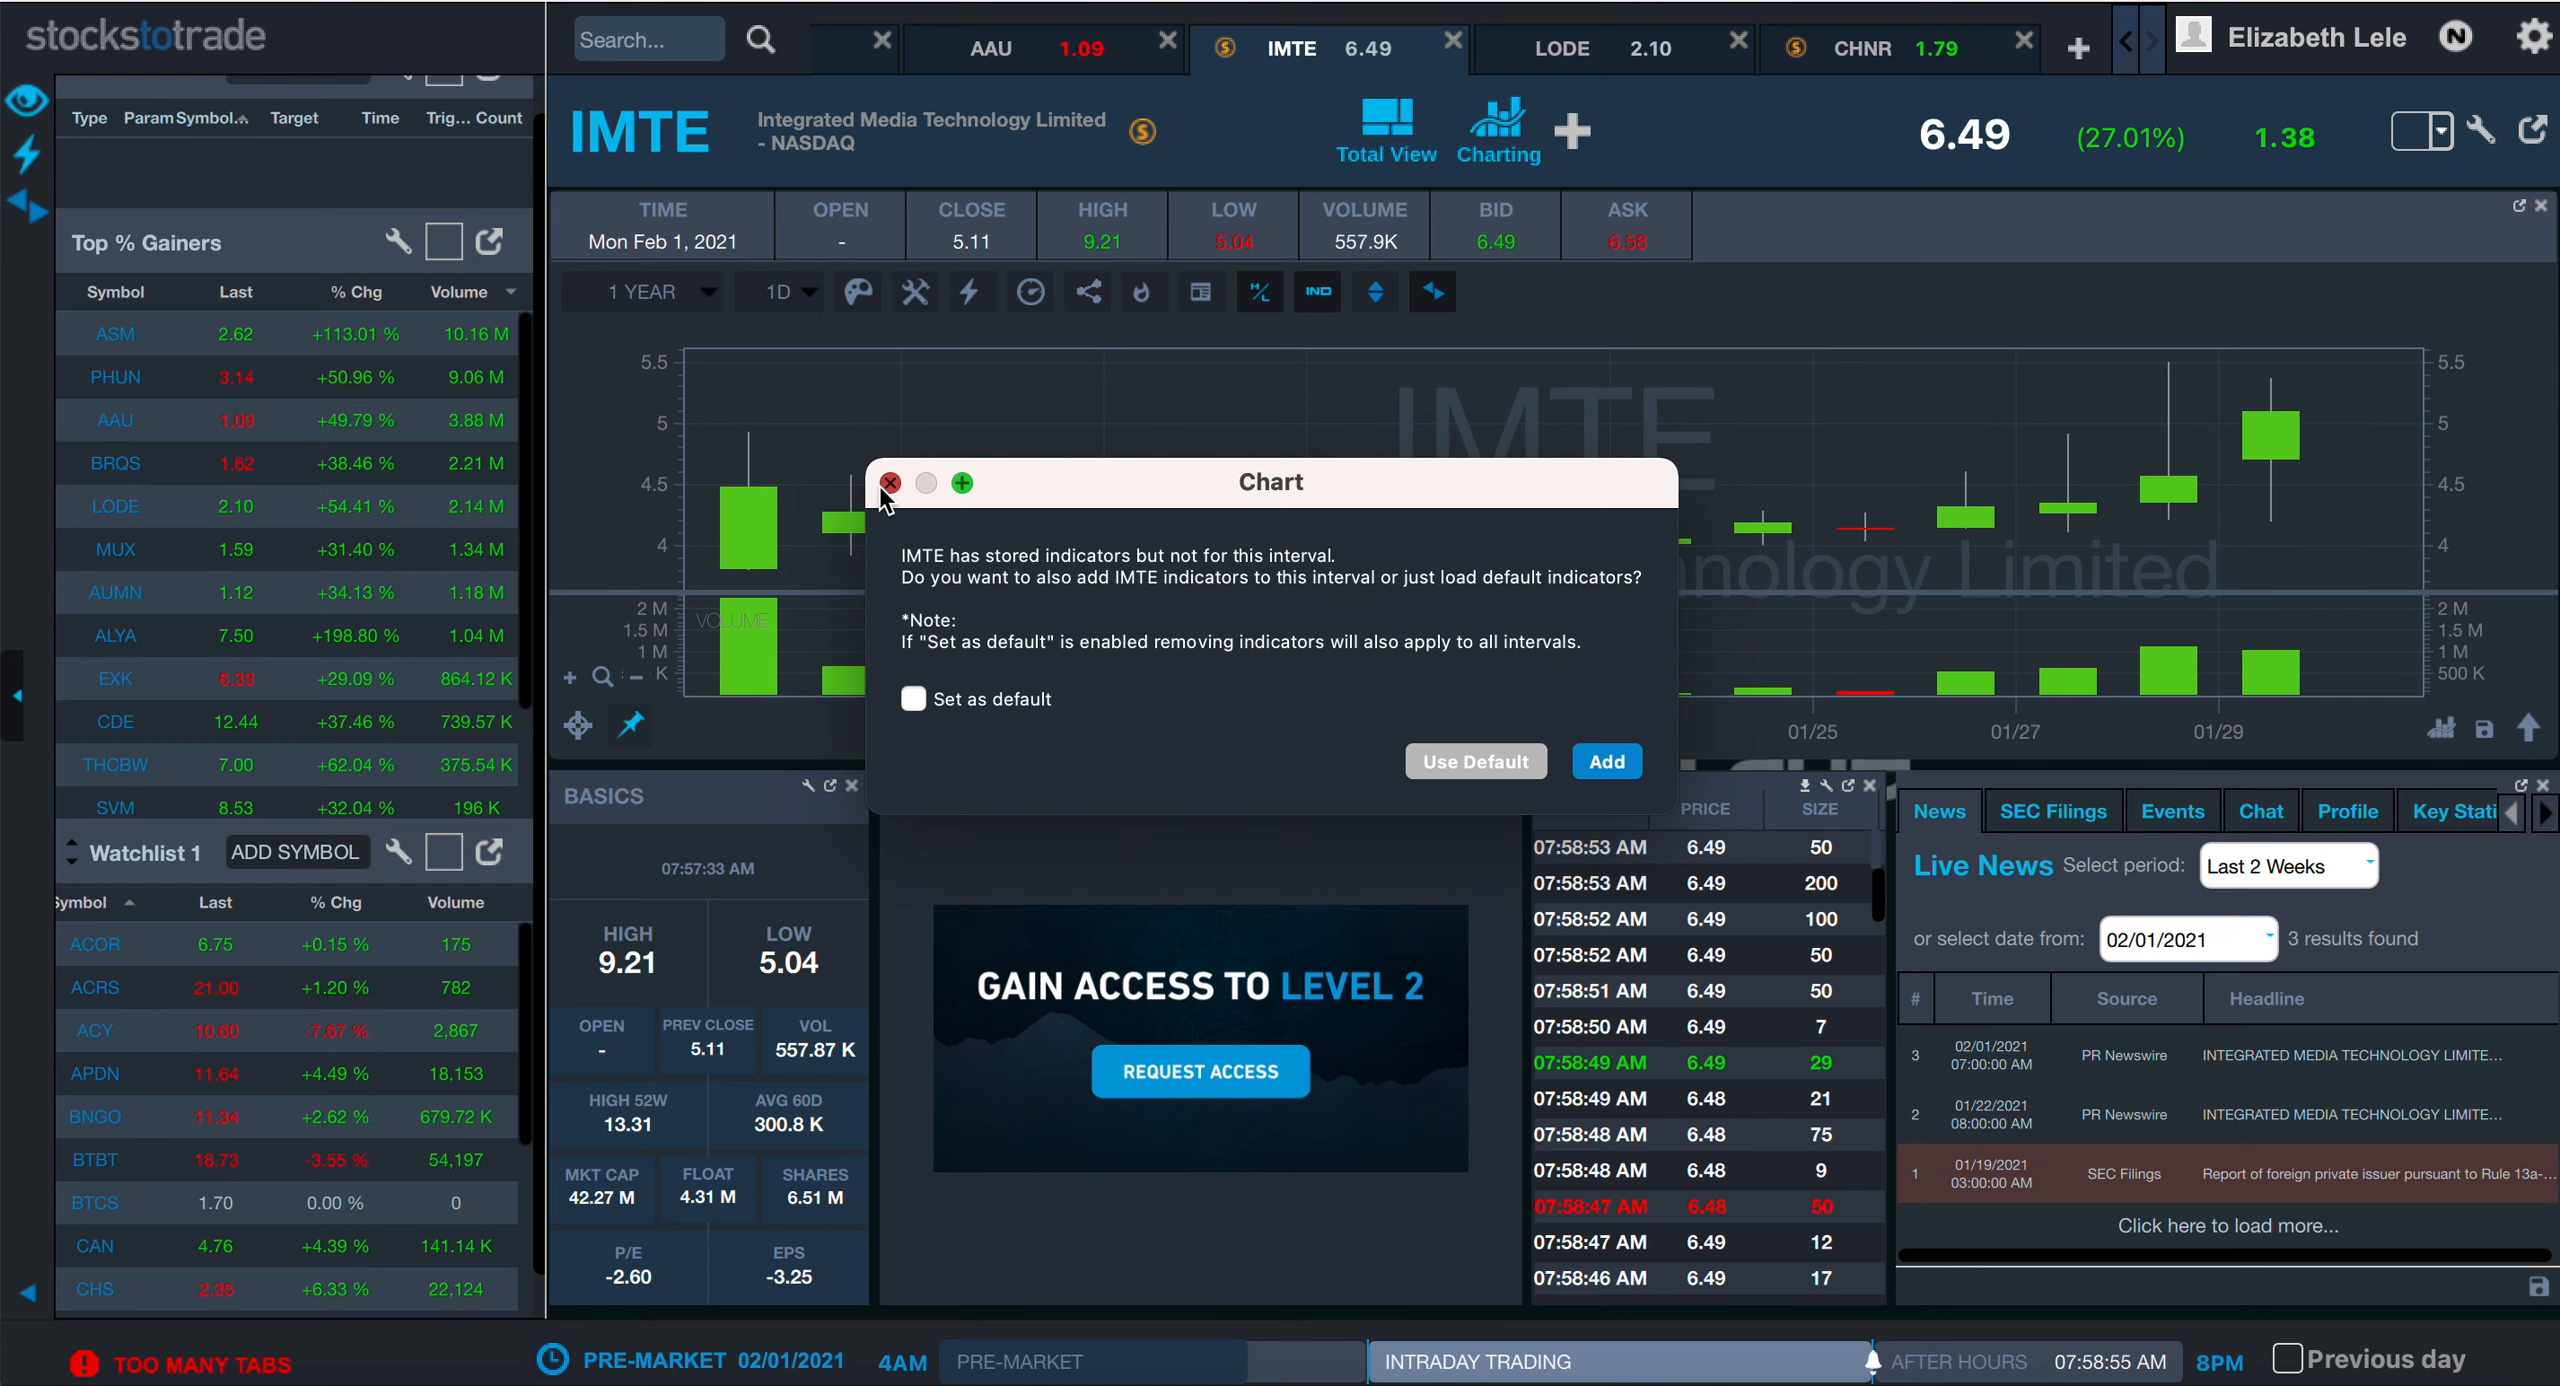 stockstotrade
Search...
AAU 1.09
IMTE 6.49
LODE 2.10
CHNR 1.79
Elizabeth Lele
N
Type Param Symbol... Target Time Trig... Count
Top % Gainers
Symbol Last % Chg Volume
ASM 2.62 +113.01 % 10.16 M
PHUN 3.14 +50.96 % 9.06 M
AAU 1.09 +49.79 % 3.88 M
BRQS 1.62 +38.46 % 2.21 M
LODE 2.10 +54.41 % 2.14 M
MUX 1.59 +31.40 % 1.34 M
AUMN 1.12 +34.13 % 1.18 M
ALYA 7.50 +198.80 % 1.04 M
EXK 6.39 +29.09 % 864.12 K
CDE 12.44 +37.46 % 739.57 K
THCBW 7.00 +62.04 % 375.54 K
SVM 8.53 +32.04 % 196 K
Watchlist 1 ADD SYMBOL
Symbol Last % Chg Volume
ACOR 6.75 +0.15 % 175
ACRS 21.00 +1.20 % 782
ACY 10.60 -7.67 % 2,867
APDN 11.64 +4.49 % 18,153
BNGO 11.34 +2.62 % 679.72 K
BTBT 18.73 -3.55 % 54,197
BTCS 1.70 0.00 % 0
CAN 4.76 +4.39 % 141.14 K
CHS 2.35 +6.33 % 22,124
IMTE
Integrated Media Technology Limited
- NASDAQ
Total View Charting
6.49 (27.01%) 1.38
TIME OPEN CLOSE HIGH LOW VOLUME BID ASK
Mon Feb 1, 2021 - 5.11 9.21 5.04 557.9K 6.49 6.58
1 YEAR 1D H/L IND
IMTE
nology Limited
5.5 5.5
5 5
4.5 4.5
4 4
2 M 2 M
1.5 M 1.5 M
1 M 1 M
K 500 K
VOLUME
01/25 01/27 01/29
Chart
IMTE has stored indicators but not for this interval.
Do you want to also add IMTE indicators to this interval or just load default indicators?
*Note:
If "Set as default" is enabled removing indicators will also apply to all intervals.
Set as default
Use Default Add
BASICS
07:57:33 AM
HIGH LOW
9.21 5.04
OPEN PREV CLOSE VOL
- 5.11 557.87 K
HIGH 52W AVG 60D
13.31 300.8 K
MKT CAP FLOAT SHARES
42.27 M 4.31 M 6.51 M
P/E EPS
-2.60 -3.25
GAIN ACCESS TO LEVEL 2
REQUEST ACCESS
PRICE SIZE
07:58:53 AM 6.49 50
07:58:53 AM 6.49 200
07:58:52 AM 6.49 100
07:58:52 AM 6.49 50
07:58:51 AM 6.49 50
07:58:50 AM 6.49 7
07:58:49 AM 6.49 29
07:58:49 AM 6.48 21
07:58:48 AM 6.48 75
07:58:48 AM 6.48 9
07:58:47 AM 6.48 50
07:58:47 AM 6.49 12
07:58:46 AM 6.49 17
News SEC Filings Events Chat Profile Key Stati
Live News Select period: Last 2 Weeks
or select date from: 02/01/2021 3 results found
# Time Source Headline
3 02/01/2021 07:00:00 AM PR Newswire INTEGRATED MEDIA TECHNOLOGY LIMITE...
2 01/22/2021 08:00:00 AM PR Newswire INTEGRATED MEDIA TECHNOLOGY LIMITE...
1 01/19/2021 03:00:00 AM SEC Filings Report of foreign private issuer pursuant to Rule 13a-...
Click here to load more...
TOO MANY TABS
PRE-MARKET 02/01/2021 4AM PRE-MARKET INTRADAY TRADING AFTER HOURS 07:58:55 AM 8PM Previous day